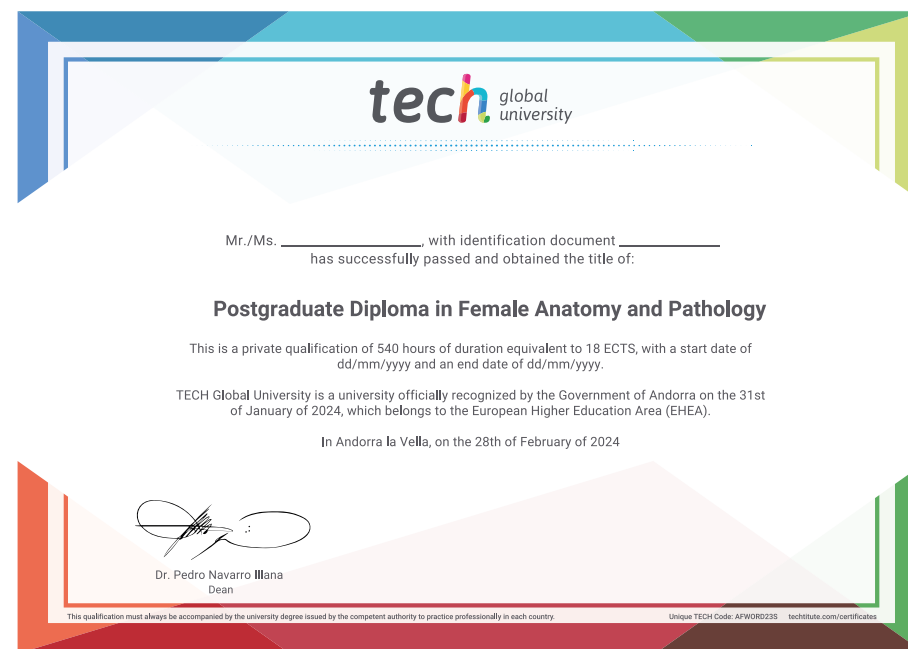 tech global university
Mr./Ms. ____________, with identification document ____________
has successfully passed and obtained the title of:
Postgraduate Diploma in Female Anatomy and Pathology
This is a private qualification of 540 hours of duration equivalent to 18 ECTS, with a start date of
dd/mm/yyyy and an end date of dd/mm/yyyy.
TECH Global University is a university officially recognized by the Government of Andorra on the 31st
of January of 2024, which belongs to the European Higher Education Area (EHEA).
In Andorra la Vella, on the 28th of February of 2024
Dr. Pedro Navarro Illana
Dean
This qualification must always be accompanied by the university degree issued by the competent authority to practice professionally in each country.
Unique TECH Code: AFWORD23S techtitute.com/certificates